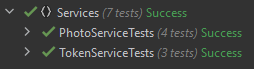 Services (7 tests) Success
PhotoServiceTests (4 tests) Success
TokenServiceTests (3 tests) Success